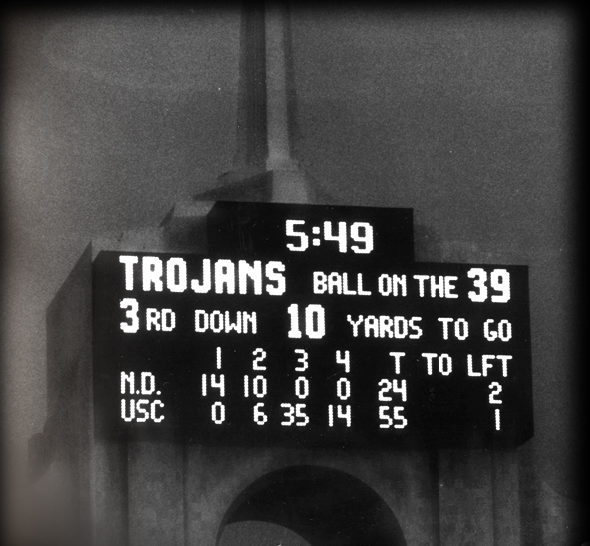 5:49
TROJANS BALL ON THE 39
3RD DOWN 10 YARDS TO GO
1 2 3 4 T TO LFT
N.D. 14 10 0 0 24 2
USC 0 6 35 14 55 1